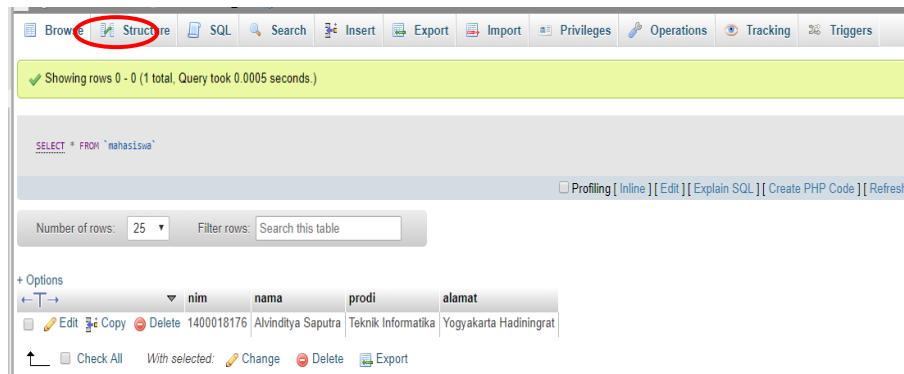 Browse Structure SQL Search Insert Export Import Privileges Operations Tracking Triggers
Showing rows 0 - 0 (1 total, Query took 0.0005 seconds.)
SELECT * FROM `mahasiswa`
Profiling [ Inline ] [ Edit ] [ Explain SQL ] [ Create PHP Code ] [ Refresh
Number of rows: 25 Filter rows: Search this table
+ Options
←T→ nim nama prodi alamat
Edit Copy Delete 1400018176 Alvinditya Saputra Teknik Informatika Yogyakarta Hadiningrat
Check All With selected: Change Delete Export